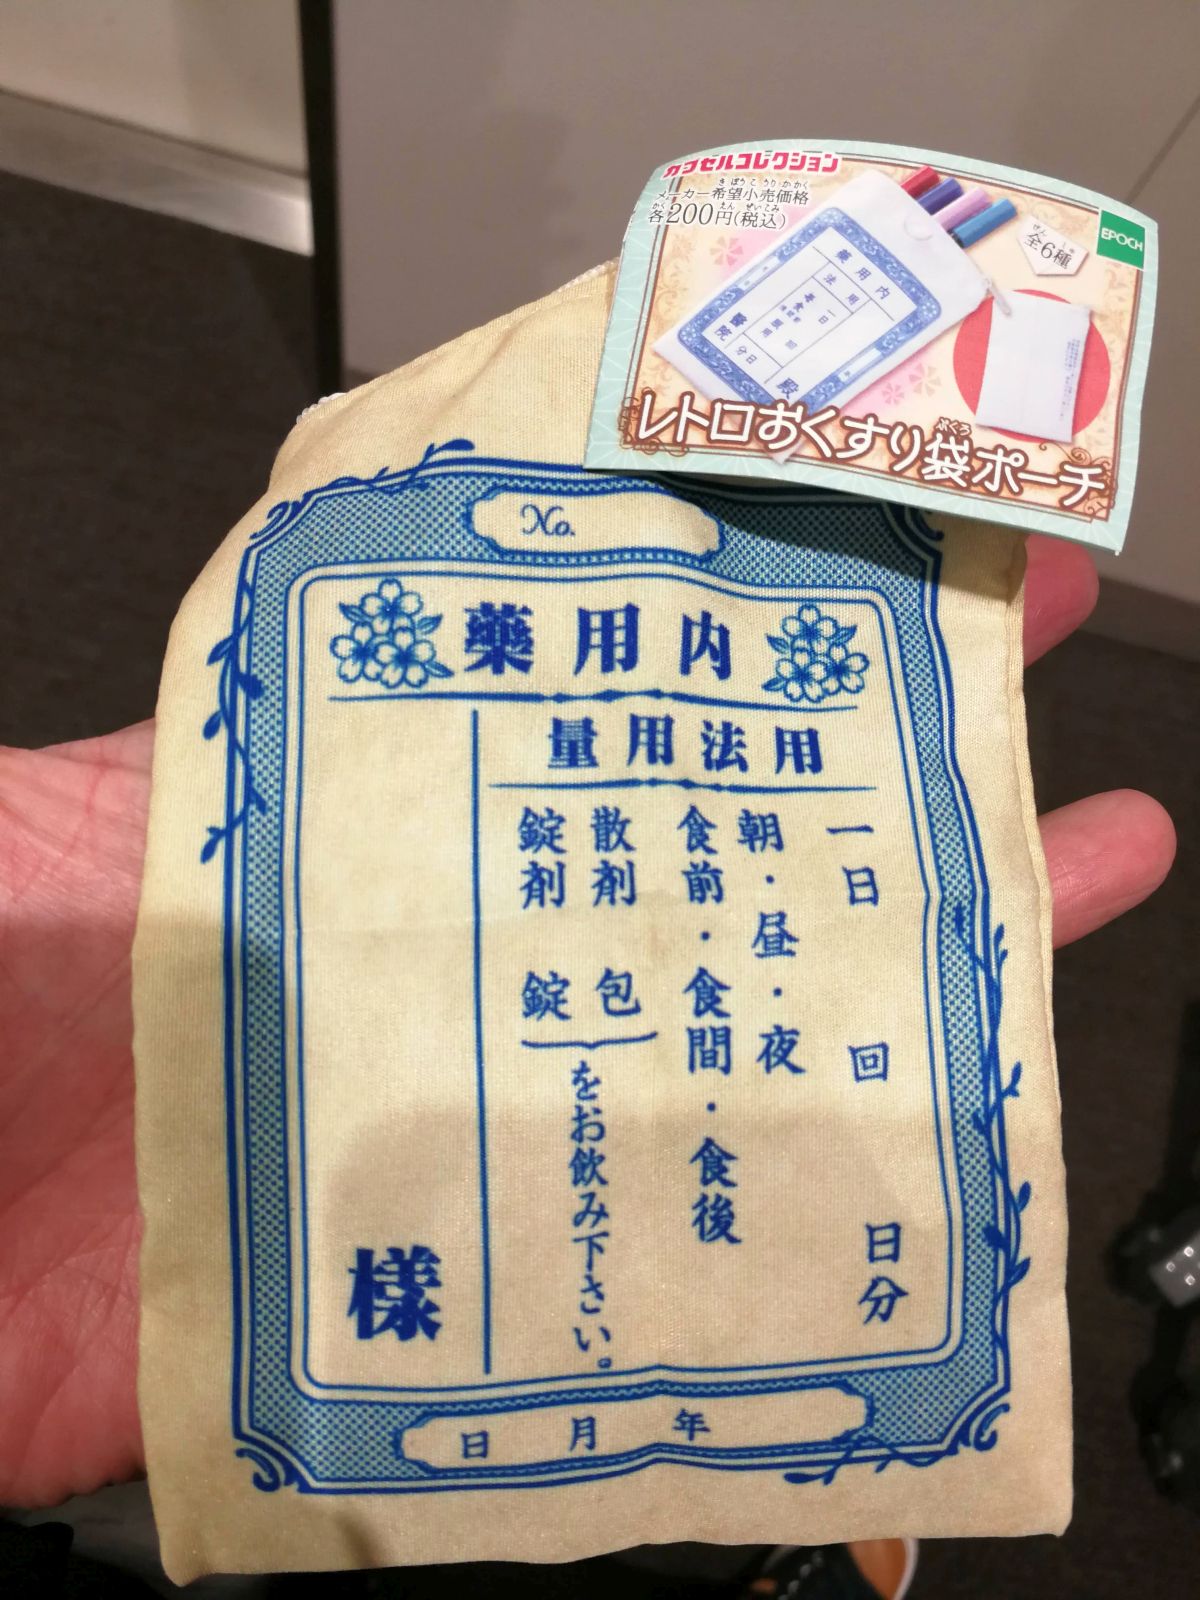 カプセルコレクション
メーカー希望小売価格
各200円(税込)
全6種
EPOCH
レトロおくすり袋ポーチ
No.
藥用内
量用法用
一日 回 日分
朝・昼・夜
食前・食間・食後
散剤 包
錠剤 錠
をお飲み下さい。
様
日 月 年